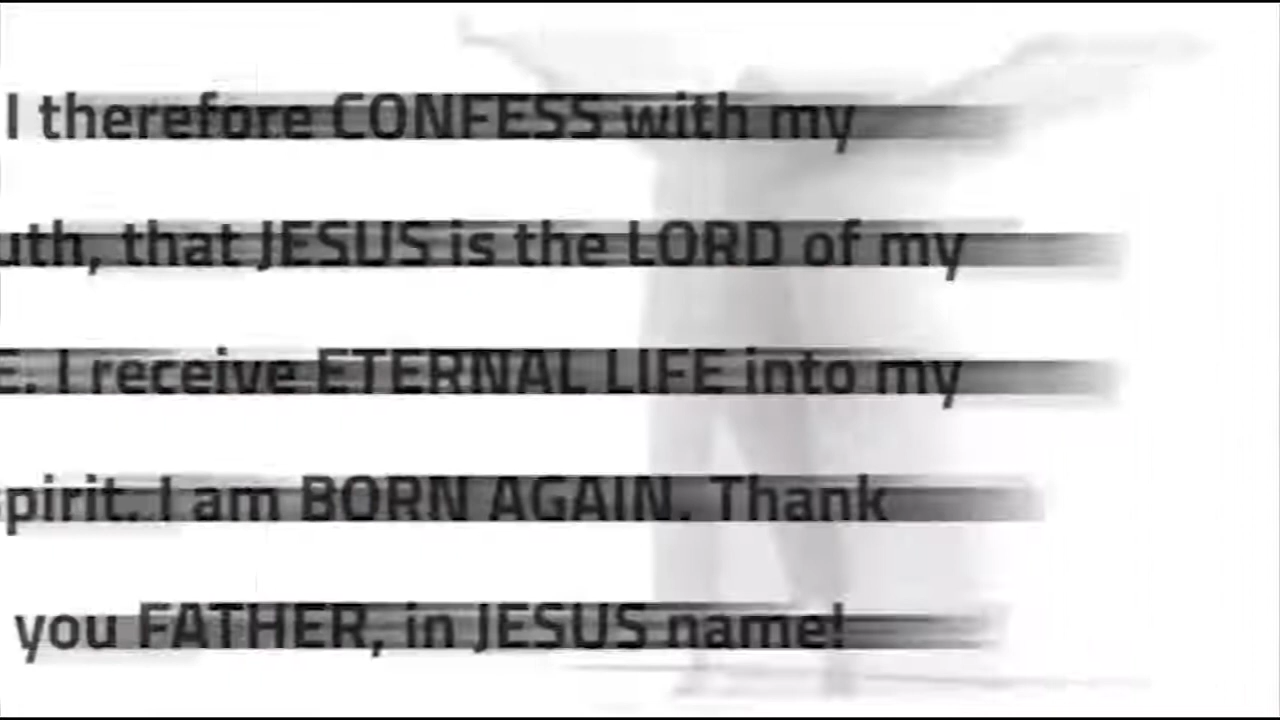 I therefore CONFESS with my
uth, that JESUS is the LORD of my
E. I receive ETERNAL LIFE into my
pirit. I am BORN AGAIN. Thank
you FATHER, in JESUS name!